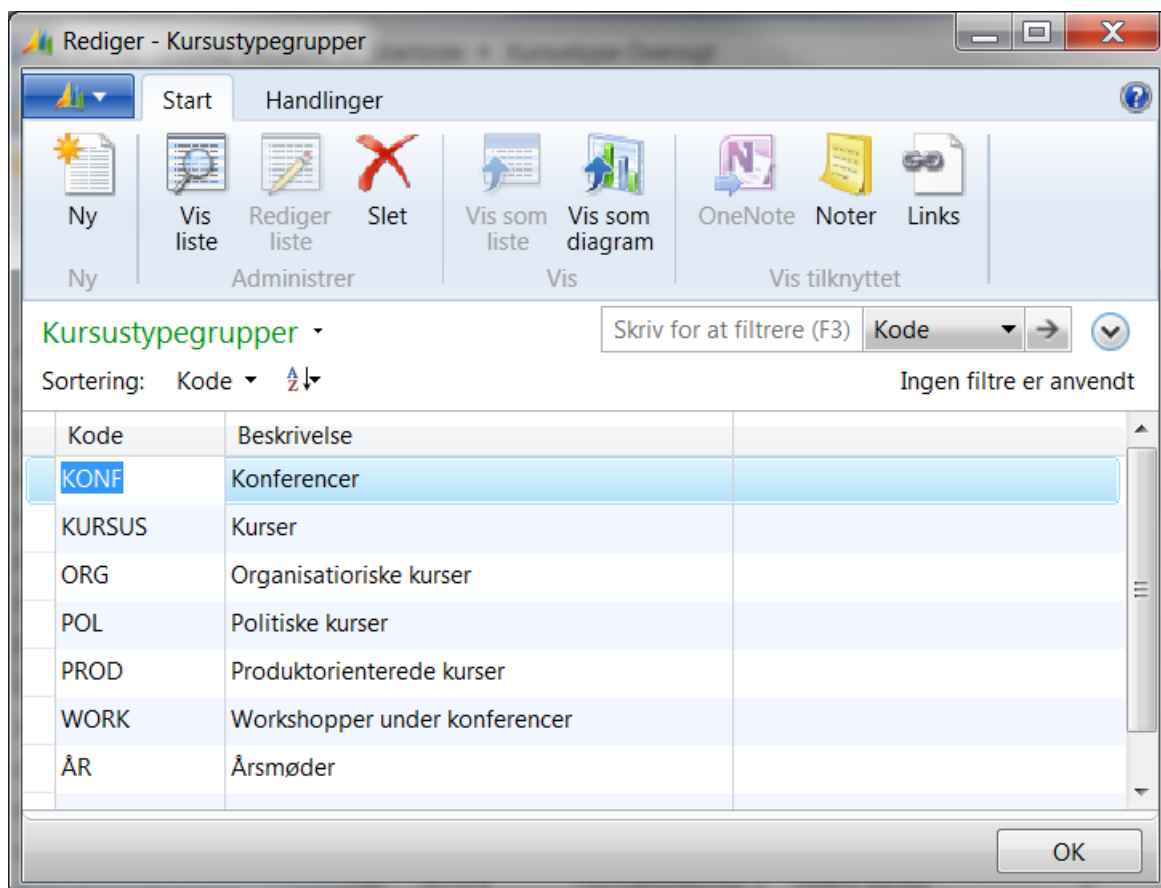 Rediger - Kursustypegrupper
Start Handlinger
Ny Vis liste Rediger liste Slet Vis som liste Vis som diagram OneNote Noter Links
Ny Administrer Vis Vis tilknyttet
Kursustypegrupper Skriv for at filtrere (F3) Kode
Sortering: Kode Ingen filtre er anvendt
Kode Beskrivelse
KONF Konferencer
KURSUS Kurser
ORG Organisatioriske kurser
POL Politiske kurser
PROD Produktorienterede kurser
WORK Workshopper under konferencer
ÅR Årsmøder
OK